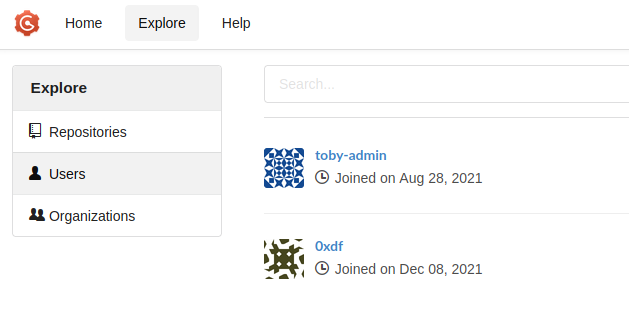 Home Explore Help
Explore
Repositories
Users
Organizations
Search...
toby-admin
Joined on Aug 28, 2021
0xdf
Joined on Dec 08, 2021